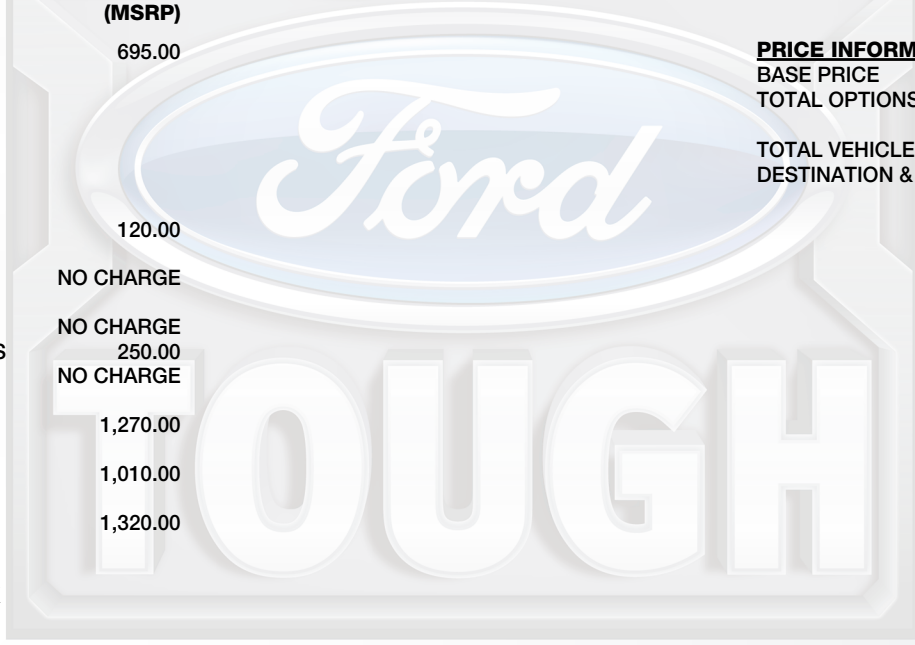 (MSRP)
695.00
120.00
NO CHARGE
NO CHARGE
S 250.00
NO CHARGE
1,270.00
1,010.00
1,320.00
PRICE INFORM
BASE PRICE
TOTAL OPTIONS
TOTAL VEHICLE
DESTINATION &
Ford
TOUGH